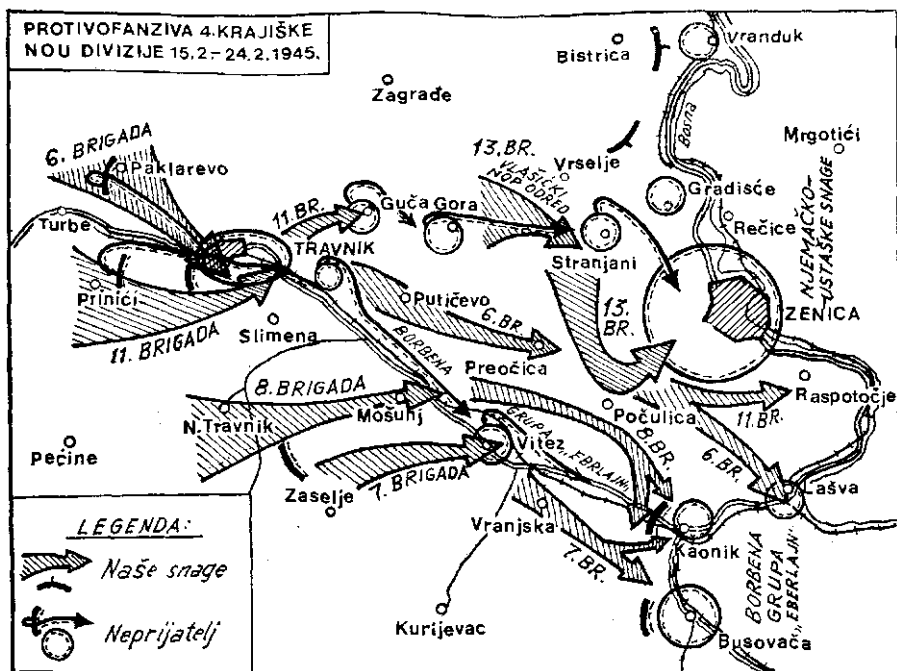 PROTIVOFANZIVA 4.KRAJIŠKE
NOU DIVIZIJE 15.2.–24.2.1945.
Bistrica
Vranduk
Zagrađe
Bosna
Mrgotići
6. BRIGADA
Paklarevo
13.BR.
VLAŠIĆKI
NOP ODRED
Vrselje
Gradišće
Turbe
11.BR.
Guča Gora
TRAVNIK
Rečice
NJEMAČKO-
USTAŠKE SNAGE
Stranjani
Prinići
Putićevo
ZENICA
11. BRIGADA
Slimena
6.BR.
13.
BR.
BORBENA
Preočica
8.BRIGADA
Mošunj
Raspotočje
N.Travnik
Počulica
11.BR.
GRUPA
Vitez
8.BR.
6.BR.
Pećine
7.BRIGADA
Zaselje
Lašva
LEGENDA:
Vranjska
Kaonik
Naše snage
7.BR.
BORBENA
GRUPA
„EBERLAJN"
Neprijatelj
Kurijevac
Busovača